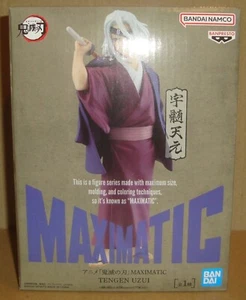 鬼滅の刃
BANDAI NAMCO
BANPRESTO
宇髄天元
This is a figure series made with maximum size,
molding, and coloring techniques,
so it's known as "MAXIMATIC."
MAXIMATIC
アニメ「鬼滅の刃」MAXIMATIC
TENGEN UZUI
BANDAI
全1種